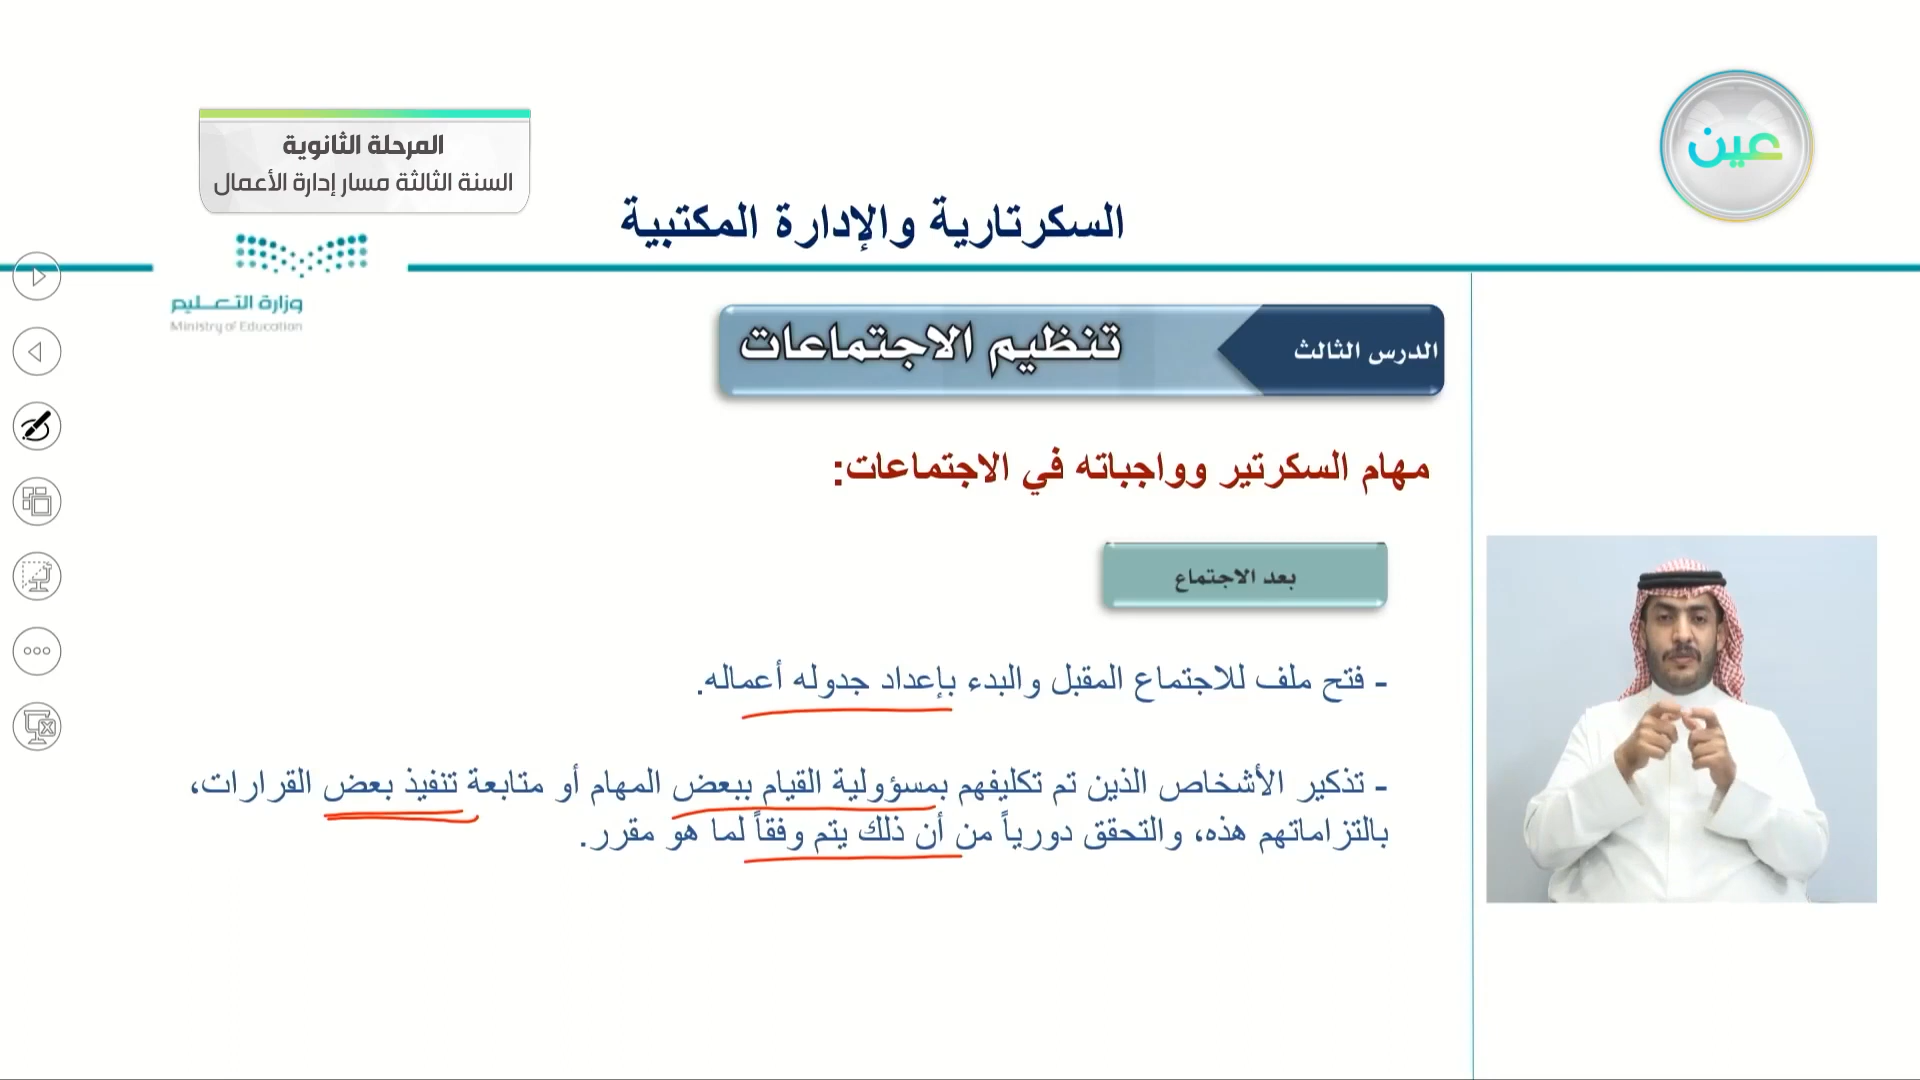 المرحلة الثانوية
السنة الثالثة مسار إدارة الأعمال
عين
السكرتارية والإدارة المكتبية
وزارة التعليم
Ministry of Education
الدرس الثالث
تنظيم الاجتماعات
مهام السكرتير وواجباته في الاجتماعات:
بعد الاجتماع
- فتح ملف للاجتماع المقبل والبدء بإعداد جدوله أعماله.
- تذكير الأشخاص الذين تم تكليفهم بمسؤولية القيام ببعض المهام أو متابعة تنفيذ بعض القرارات،
بالتزاماتهم هذه، والتحقق دورياً من أن ذلك يتم وفقاً لما هو مقرر.